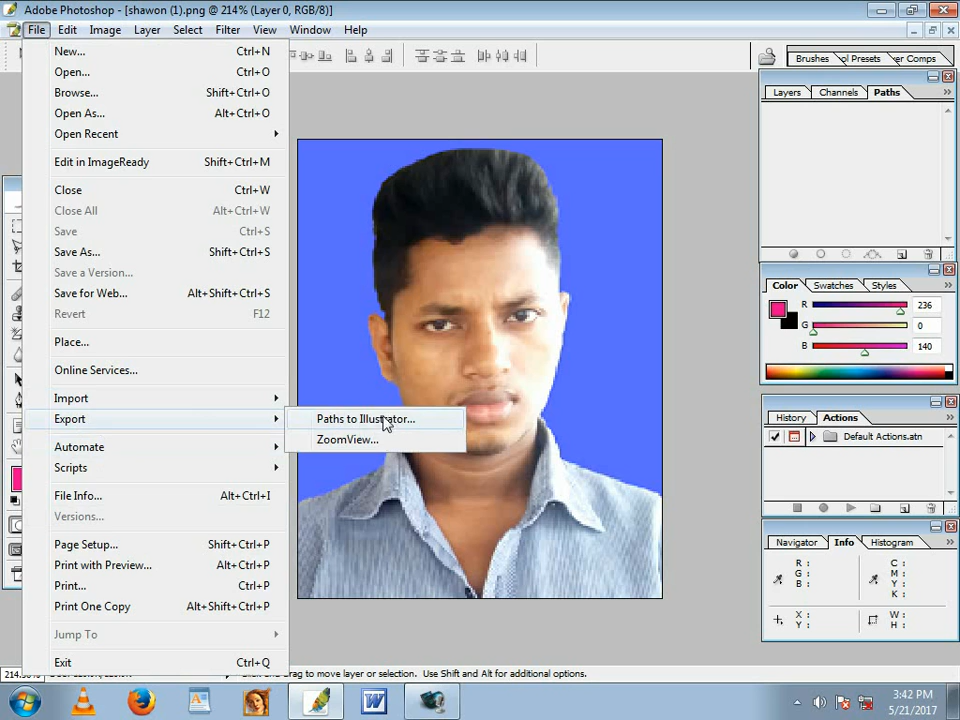 Adobe Photoshop - [shawon (1).png @ 214% (Layer 0, RGB/8)]
File Edit Image Layer Select Filter View Window Help
New... Ctrl+N
Open... Ctrl+O
Browse... Shift+Ctrl+O
Open As... Alt+Ctrl+O
Open Recent
Edit in ImageReady Shift+Ctrl+M
Close Ctrl+W
Close All Alt+Ctrl+W
Save Ctrl+S
Save As... Shift+Ctrl+S
Save a Version...
Save for Web... Alt+Shift+Ctrl+S
Revert F12
Place...
Online Services...
Import
Export
Paths to Illustrator...
ZoomView...
Automate
Scripts
File Info... Alt+Ctrl+I
Versions...
Page Setup... Shift+Ctrl+P
Print with Preview... Alt+Ctrl+P
Print... Ctrl+P
Print One Copy Alt+Shift+Ctrl+P
Jump To
Exit Ctrl+Q
Brushes ol Presets er Comps
Layers Channels Paths
Color Swatches Styles
R 236
G 0
B 140
History Actions
Default Actions.atn
Navigator Info Histogram
R : C :
G : M :
B : Y :
K :
X : W :
Y : H :
and drag to move layer or selection. Use Shift and Alt for additional options.
3:42 PM
5/21/2017